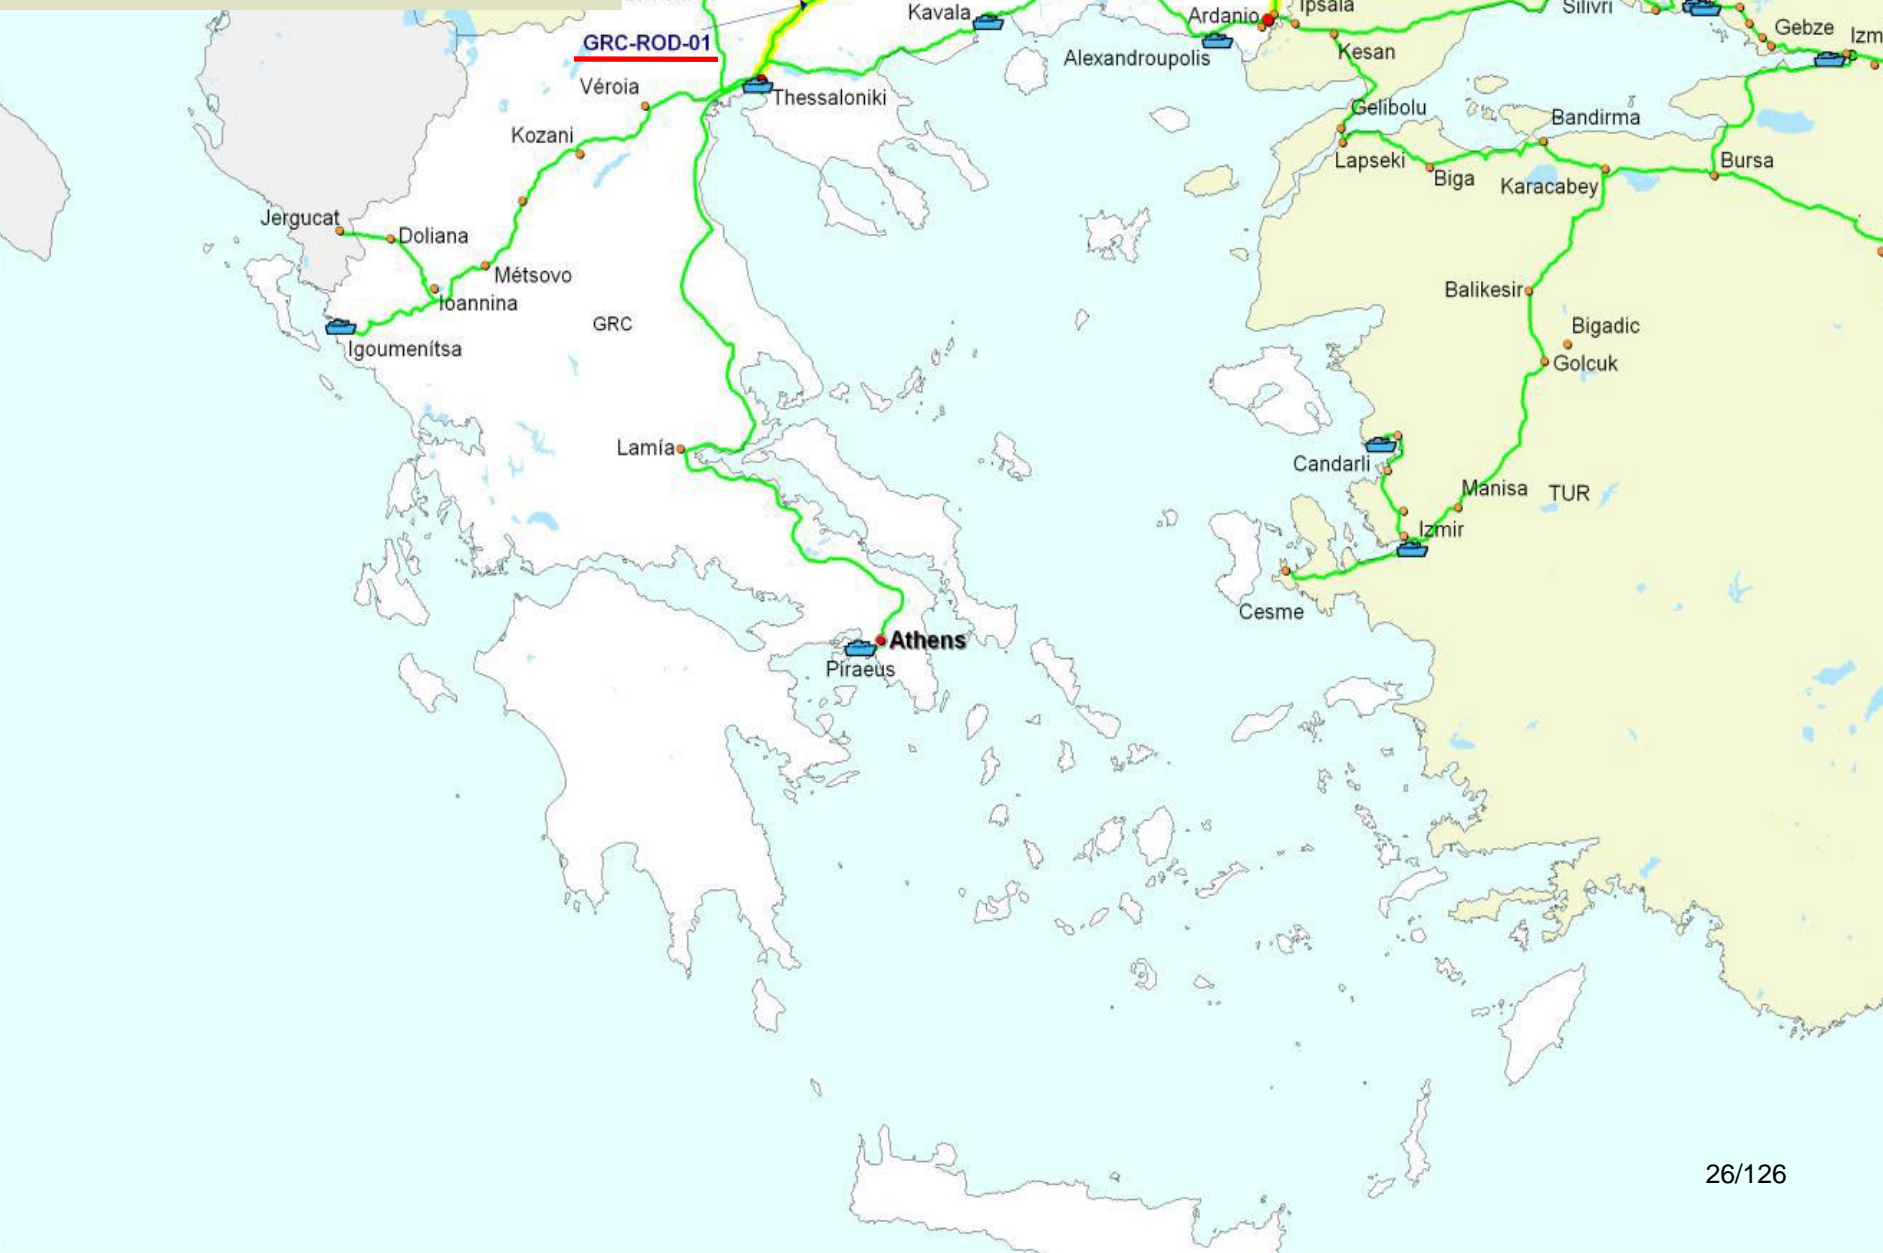 Kavala
Ardanio
Ipsala
Silivri
Gebze
Izm
GRC-ROD-01
Alexandroupolis
Kesan
Véroia
Thessaloniki
Gelibolu
Bandirma
Kozani
Lapseki
Biga
Karacabey
Bursa
Jergucat
Doliana
Métsovo
Ioannina
Balikesir
GRC
Bigadic
Igoumenítsa
Golcuk
Lamía
Candarli
Manisa
TUR
Izmir
Cesme
Athens
Piraeus
26/126